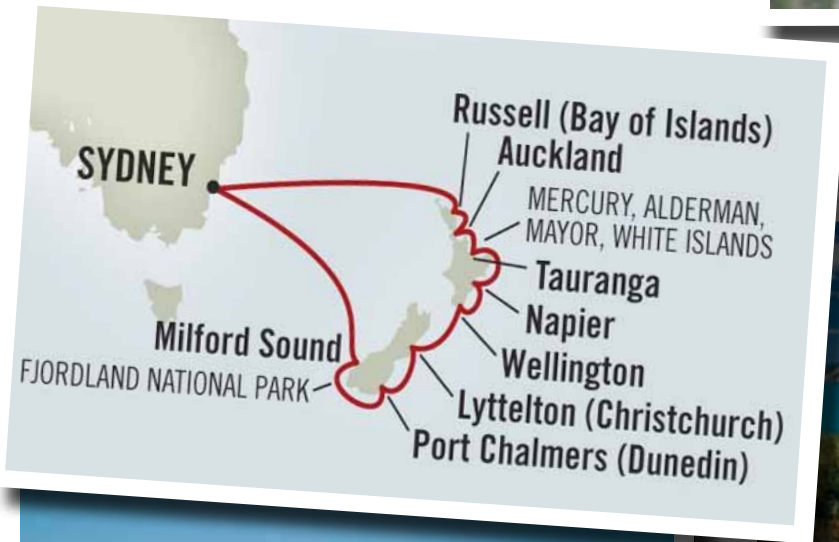 Russell (Bay of Islands)
Auckland
SYDNEY
MERCURY, ALDERMAN,
MAYOR, WHITE ISLANDS
Tauranga
Napier
Milford Sound
Wellington
FJORDLAND NATIONAL PARK
Lyttelton (Christchurch)
Port Chalmers (Dunedin)